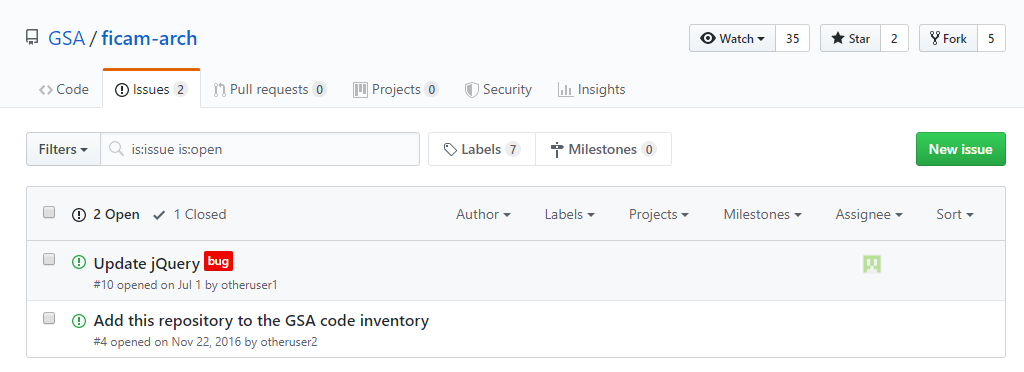 GSA / ficam-arch Watch 35 Star 2 Fork 5
Code Issues 2 Pull requests 0 Projects 0 Security Insights
Filters is:issue is:open Labels 7 Milestones 0 New issue
2 Open 1 Closed Author Labels Projects Milestones Assignee Sort
Update jQuery bug
#10 opened on Jul 1 by otheruser1
Add this repository to the GSA code inventory
#4 opened on Nov 22, 2016 by otheruser2